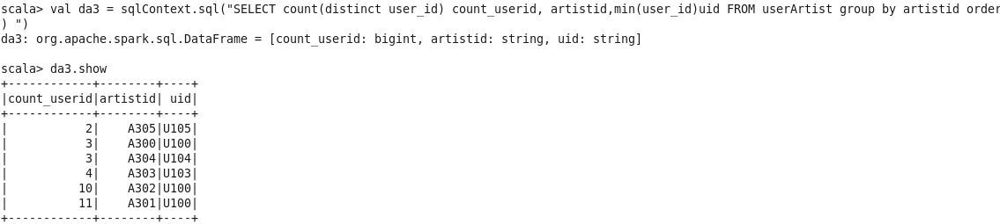 scala> val da3 = sqlContext.sql("SELECT count(distinct user_id) count_userid, artistid,min(user_id)uid FROM userArtist group by artistid order
) ")
da3: org.apache.spark.sql.DataFrame = [count_userid: bigint, artistid: string, uid: string]
scala> da3.show
+------------+--------+----+
|count_userid|artistid| uid|
+------------+--------+----+
|           2|    A305|U105|
|           3|    A300|U100|
|           3|    A304|U104|
|           4|    A303|U103|
|          10|    A302|U100|
|          11|    A301|U100|
+------------+--------+----+